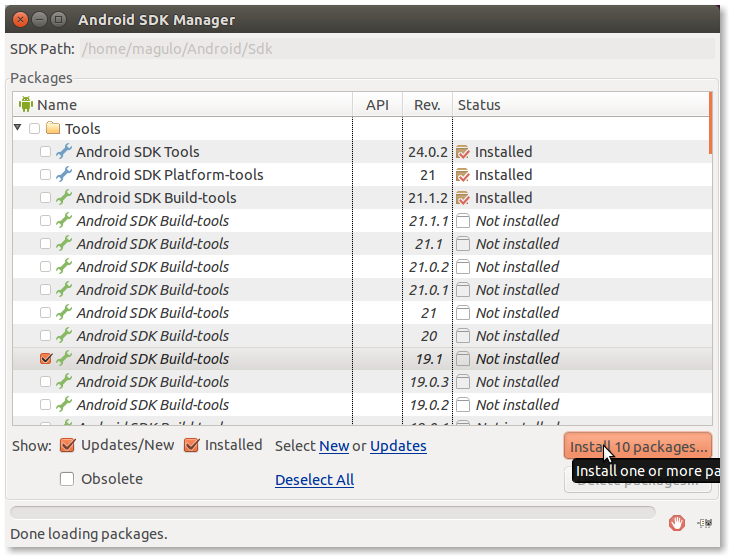 Android SDK Manager
SDK Path: /home/magulo/Android/Sdk
Packages
Name API Rev. Status
Tools
Android SDK Tools 24.0.2 Installed
Android SDK Platform-tools 21 Installed
Android SDK Build-tools 21.1.2 Installed
Android SDK Build-tools 21.1.1 Not installed
Android SDK Build-tools 21.1 Not installed
Android SDK Build-tools 21.0.2 Not installed
Android SDK Build-tools 21.0.1 Not installed
Android SDK Build-tools 21 Not installed
Android SDK Build-tools 20 Not installed
Android SDK Build-tools 19.1 Not installed
Android SDK Build-tools 19.0.3 Not installed
Android SDK Build-tools 19.0.2 Not installed
Show: Updates/New Installed Select New or Updates Install 10 packages...
Install one or more pa
Obsolete Deselect All
Done loading packages.